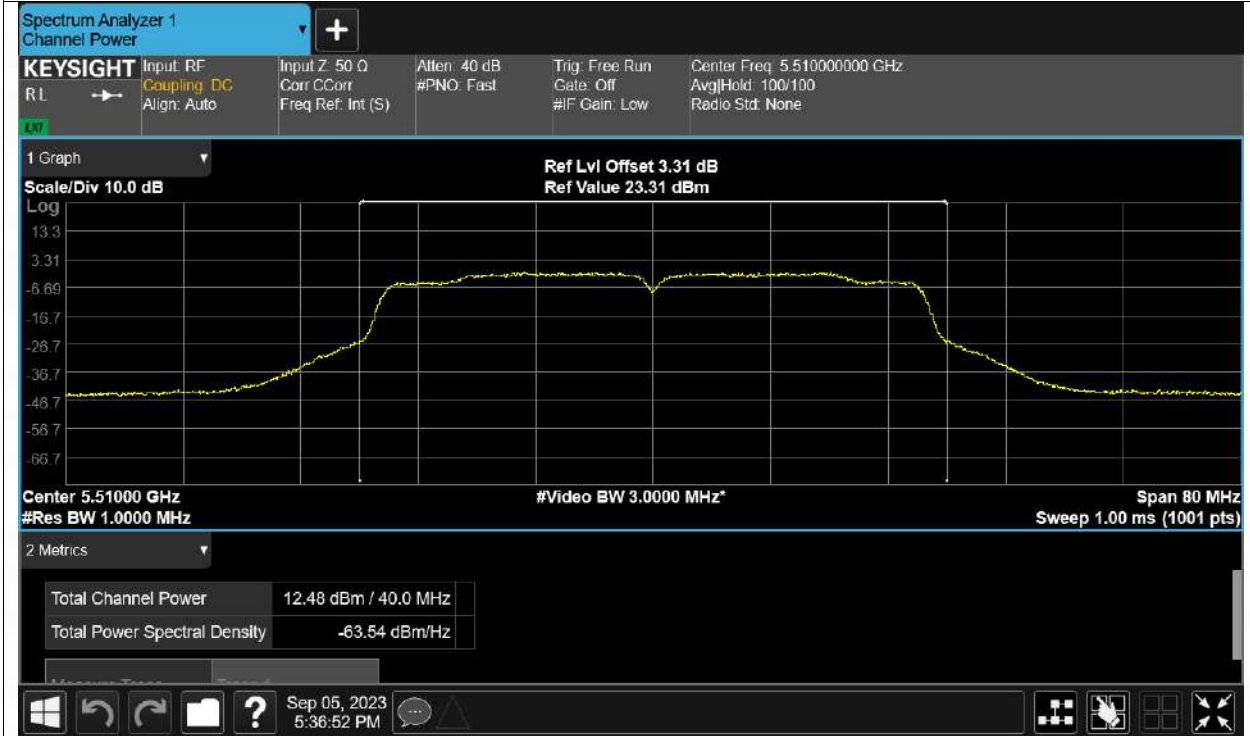 Spectrum Analyzer 1
Channel Power
+
KEYSIGHT Input: RF Input Z: 50 Ω Atten: 40 dB Trig: Free Run Center Freq: 5.510000000 GHz
RL Coupling: DC Corr CCorr #PNO: Fast Gate: Off Avg|Hold: 100/100
Align: Auto Freq Ref: Int (S) #IF Gain: Low Radio Std: None
LXI
1 Graph
Ref Lvl Offset 3.31 dB
Scale/Div 10.0 dB Ref Value 23.31 dBm
Log
13.3
3.31
-6.69
-16.7
-26.7
-36.7
-46.7
-56.7
-66.7
Center 5.51000 GHz #Video BW 3.0000 MHz* Span 80 MHz
#Res BW 1.0000 MHz Sweep 1.00 ms (1001 pts)
2 Metrics
Total Channel Power 12.48 dBm / 40.0 MHz
Total Power Spectral Density -63.54 dBm/Hz
?
Sep 05, 2023
5:36:52 PM